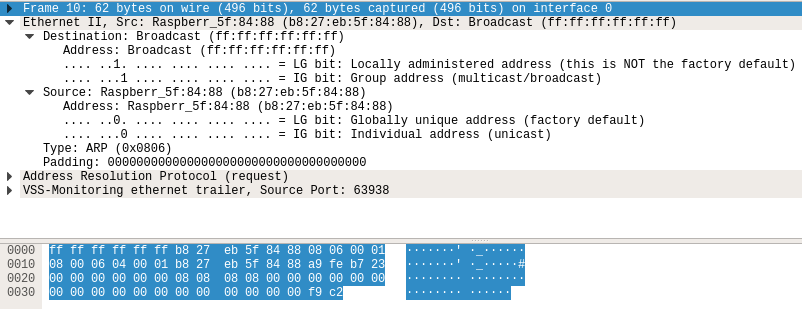 Frame 10: 62 bytes on wire (496 bits), 62 bytes captured (496 bits) on interface 0
Ethernet II, Src: Raspberr_5f:84:88 (b8:27:eb:5f:84:88), Dst: Broadcast (ff:ff:ff:ff:ff:ff)
Destination: Broadcast (ff:ff:ff:ff:ff:ff)
Address: Broadcast (ff:ff:ff:ff:ff:ff)
.... ..1. .... .... .... .... = LG bit: Locally administered address (this is NOT the factory default)
.... ...1 .... .... .... .... = IG bit: Group address (multicast/broadcast)
Source: Raspberr_5f:84:88 (b8:27:eb:5f:84:88)
Address: Raspberr_5f:84:88 (b8:27:eb:5f:84:88)
.... ..0. .... .... .... .... = LG bit: Globally unique address (factory default)
.... ...0 .... .... .... .... = IG bit: Individual address (unicast)
Type: ARP (0x0806)
Padding: 000000000000000000000000000000000000
Address Resolution Protocol (request)
VSS-Monitoring ethernet trailer, Source Port: 63938
0000 ff ff ff ff ff ff b8 27 eb 5f 84 88 08 06 00 01 ·······' ·_······
0010 08 00 06 04 00 01 b8 27 eb 5f 84 88 a9 fe b7 23 ·······' ·_·····#
0020 00 00 00 00 00 00 08 08 08 08 00 00 00 00 00 00 ········ ········
0030 00 00 00 00 00 00 00 00 00 00 00 00 f9 c2 ········ ······